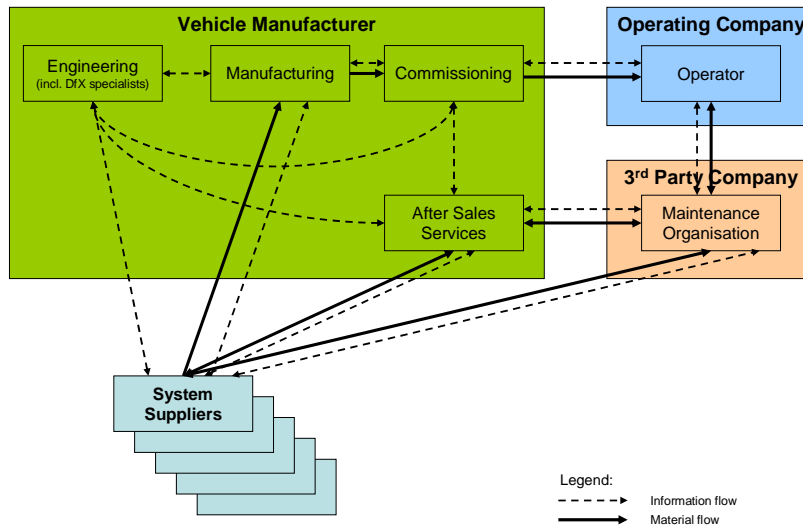 Vehicle Manufacturer
Engineering
(incl. DfX specialists)
Manufacturing
Commissioning
After Sales
Services
Operating Company
Operator
3rd Party Company
Maintenance
Organisation
System
Suppliers
Legend:
Information flow
Material flow